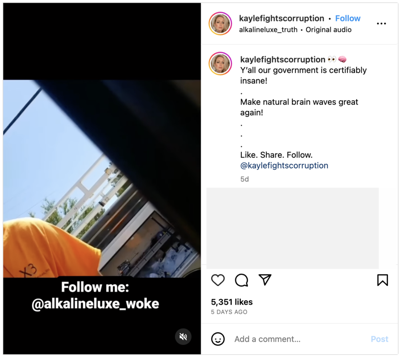 kaylefightscorruption • Follow
alkalineluxe_truth • Original audio
kaylefightscorruption 👀 🧠
Y'all our government is certifiably
insane!
.
Make natural brain waves great
again!
.
.
.
Like. Share. Follow.
@kaylefightscorruption
5d
X3
Follow me:
@alkalineluxe_woke
5,351 likes
5 DAYS AGO
Add a comment...
Post